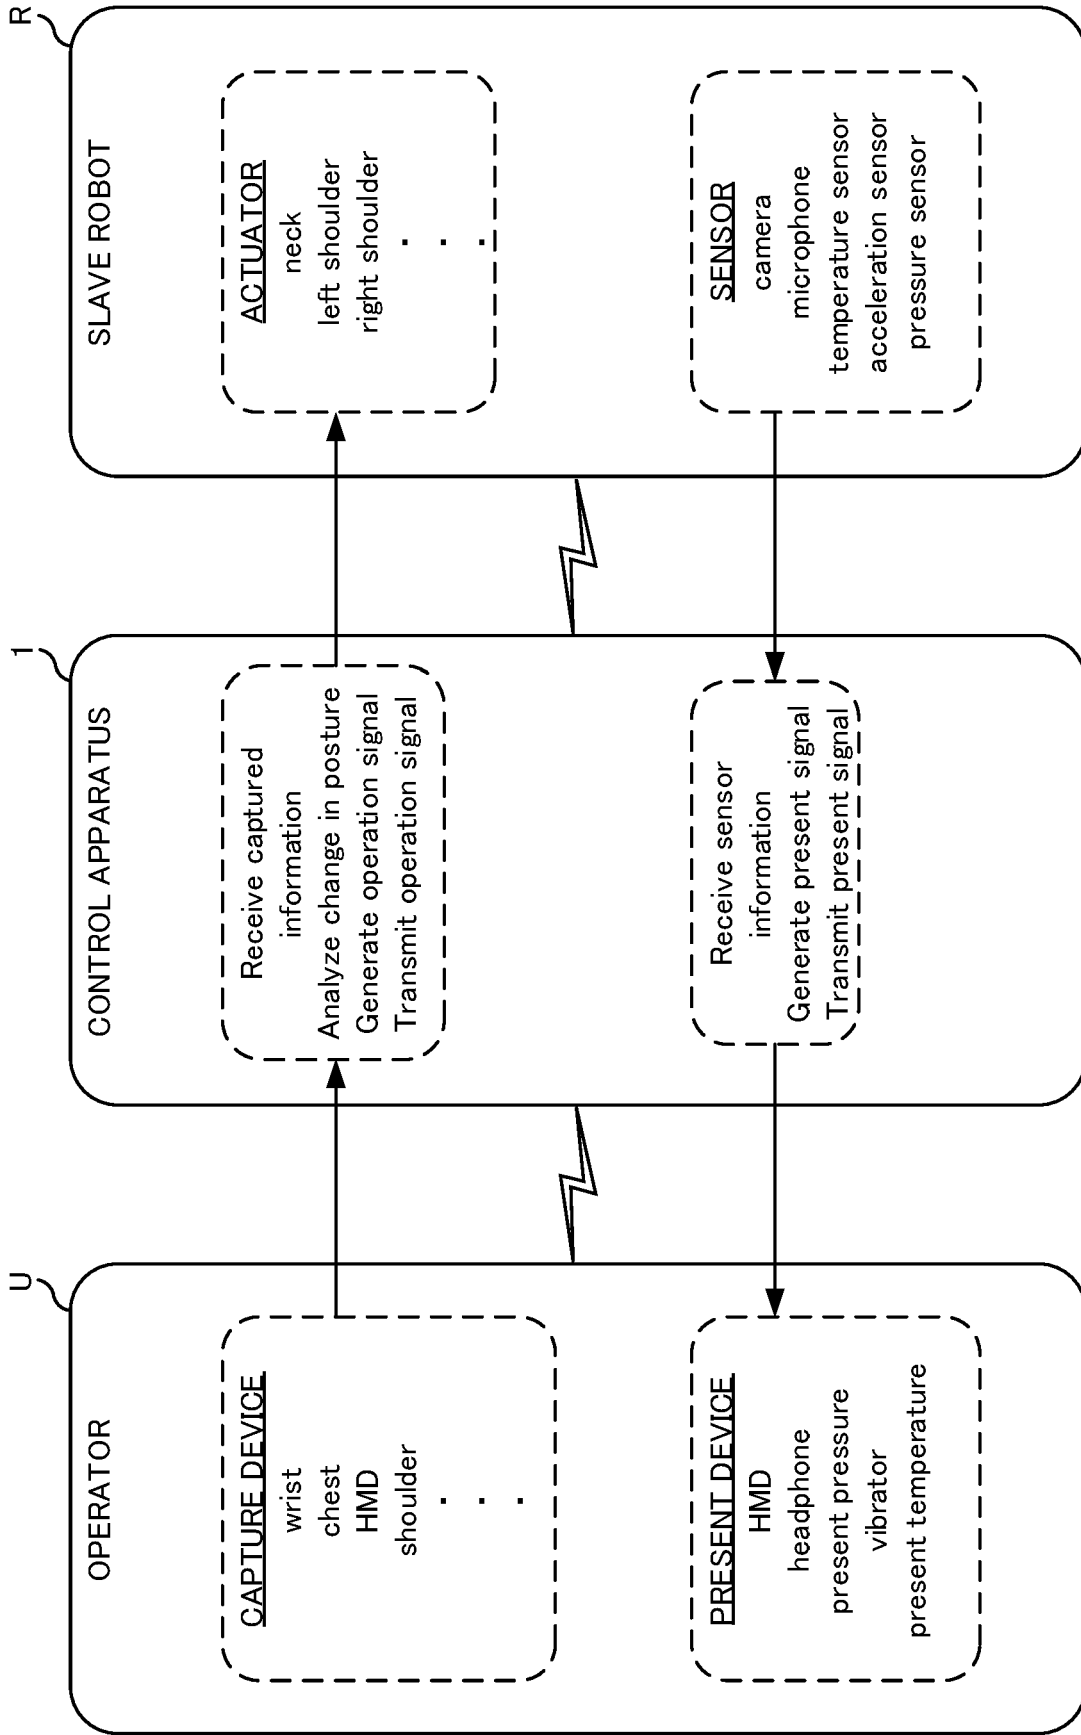 U
OPERATOR
CAPTURE DEVICE
wrist
chest
HMD
shoulder
. . .
PRESENT DEVICE
HMD
headphone
present pressure
vibrator
present temperature
1
CONTROL APPARATUS
Receive captured
information
Analyze change in posture
Generate operation signal
Transmit operation signal
Receive sensor
information
Generate present signal
Transmit present signal
R
SLAVE ROBOT
ACTUATOR
neck
left shoulder
right shoulder
. . .
SENSOR
camera
microphone
temperature sensor
acceleration sensor
pressure sensor